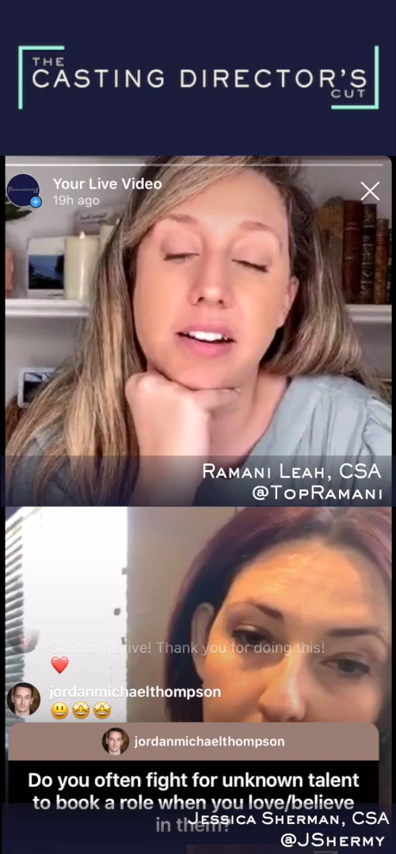 THE
CASTING DIRECTOR'S
CUT
Your Live Video
19h ago
RAMANI LEAH, CSA
@TOPRAMANI
So informative! Thank you for doing this!
❤️
jordanmichaelthompson
😃🤩🤩
jordanmichaelthompson
Do you often fight for unknown talent
to book a role when you love/believe
in them?
JESSICA SHERMAN, CSA
@JSHERMY